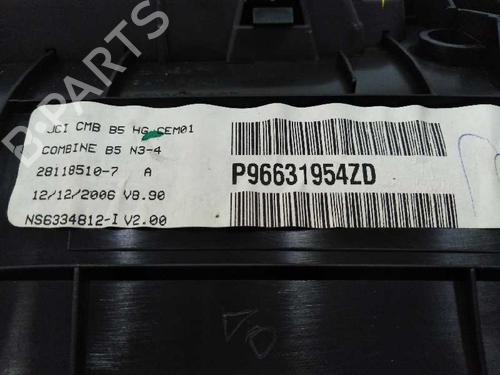 JCI CMB B5 HG CEM01
COMBINE B5 N3-4
28118510-7 A
12/12/2006 V8.90
NS6334812-I V2.00
P96631954ZD
B-PARTS